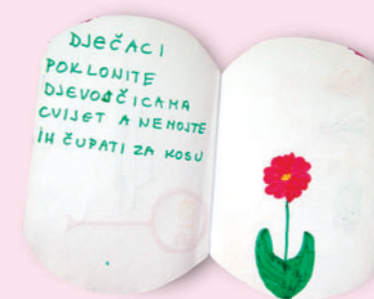 DJEČACI
POKLONITE
DJEVOJČICAMA
CVIJET A NEMOJTE
IH ČUPATI ZA KOSU